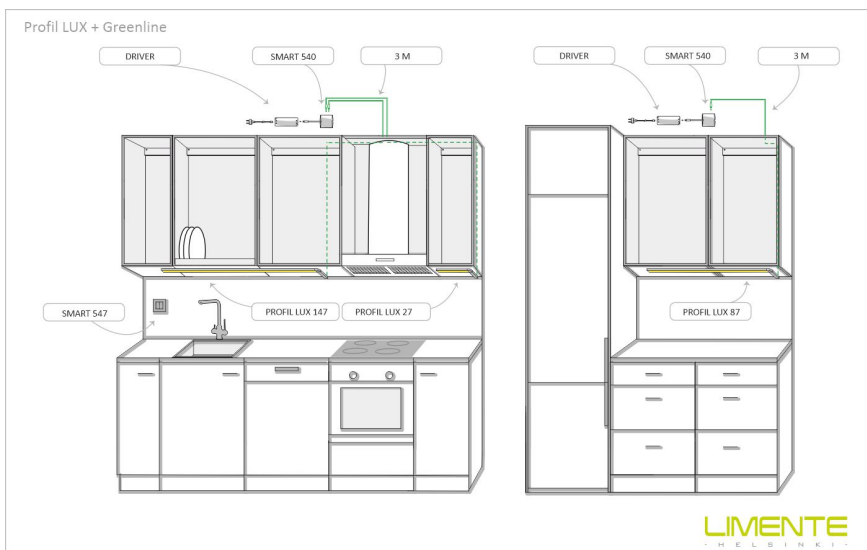 Profil LUX + Greenline
DRIVER
SMART 540
3 M
DRIVER
SMART 540
3 M
SMART 547
PROFIL LUX 147
PROFIL LUX 27
PROFIL LUX 87
LIMENTE
- HELSINKI -